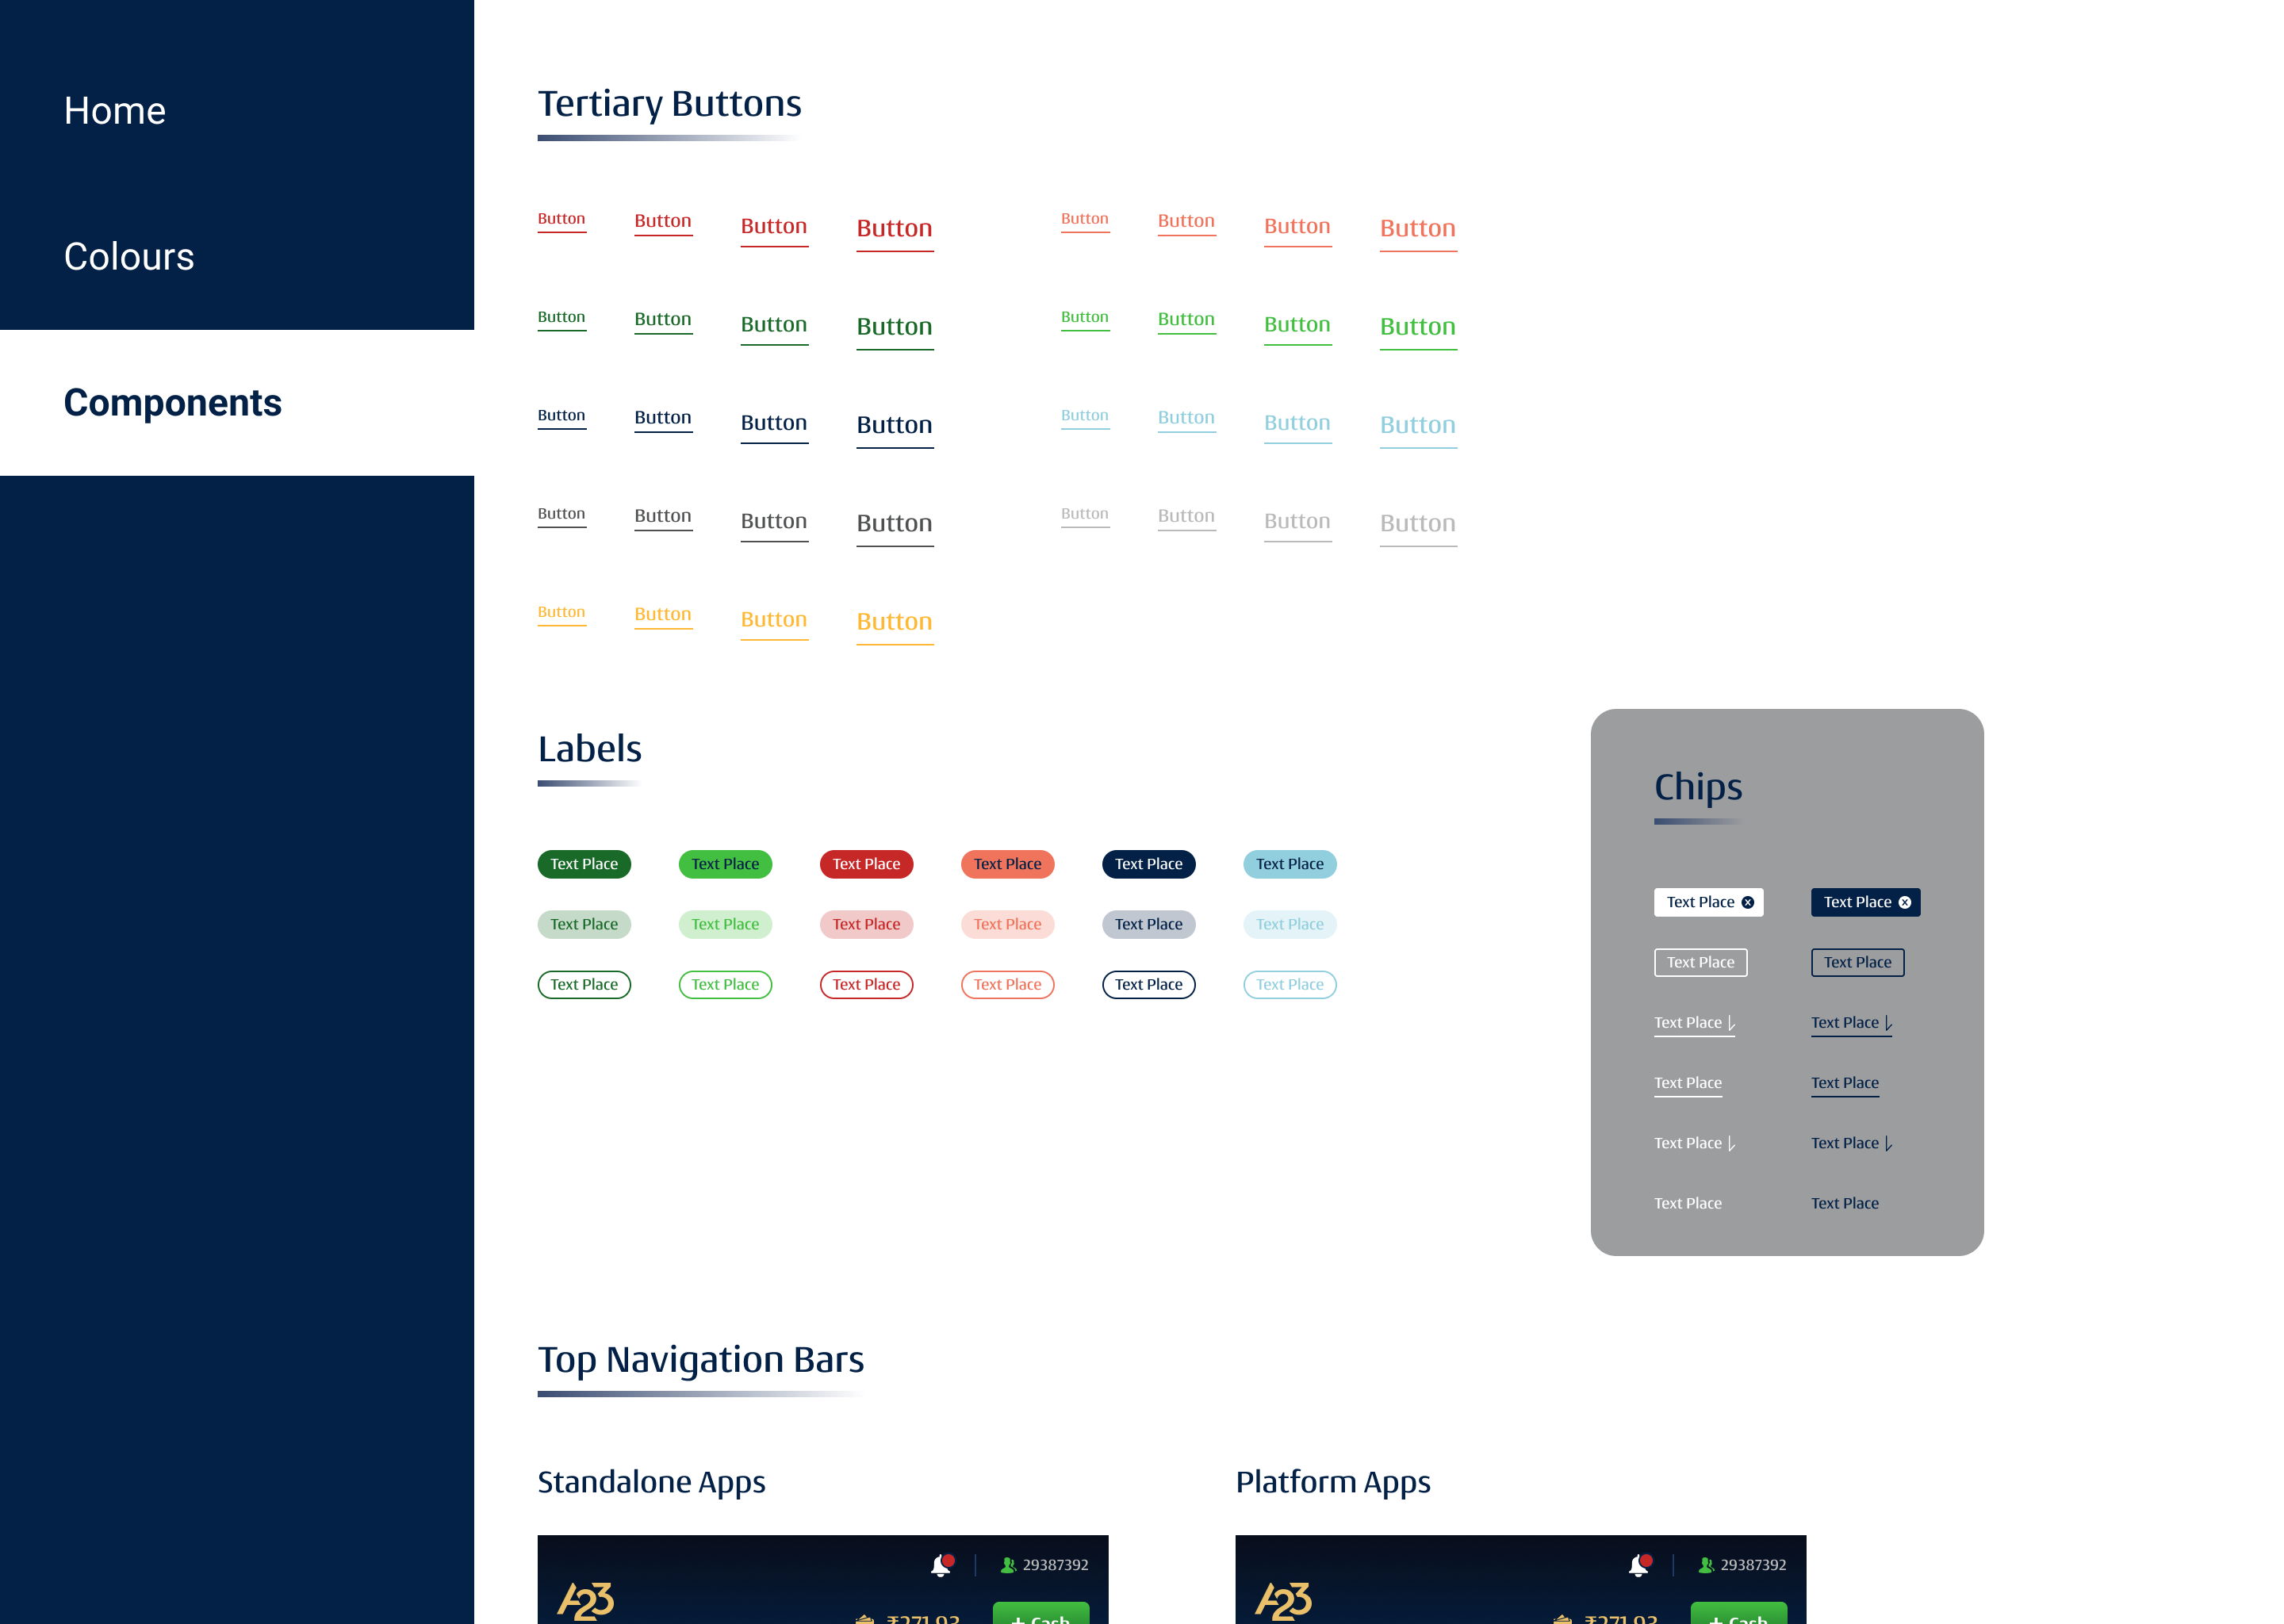 Home
Colours
Components
Tertiary Buttons
Button Button Button Button Button Button Button Button
Button Button Button Button Button Button Button Button
Button Button Button Button Button Button Button Button
Button Button Button Button Button Button Button Button
Button Button Button Button
Labels
Text Place Text Place Text Place Text Place Text Place Text Place
Text Place Text Place Text Place Text Place Text Place Text Place
Text Place Text Place Text Place Text Place Text Place Text Place
Chips
Text Place Text Place
Text Place Text Place
Text Place Text Place
Text Place Text Place
Text Place Text Place
Text Place Text Place
Top Navigation Bars
Standalone Apps
29387392
A23 ₹271.93 + Cash
Platform Apps
29387392
A23 ₹271.93 + Cash